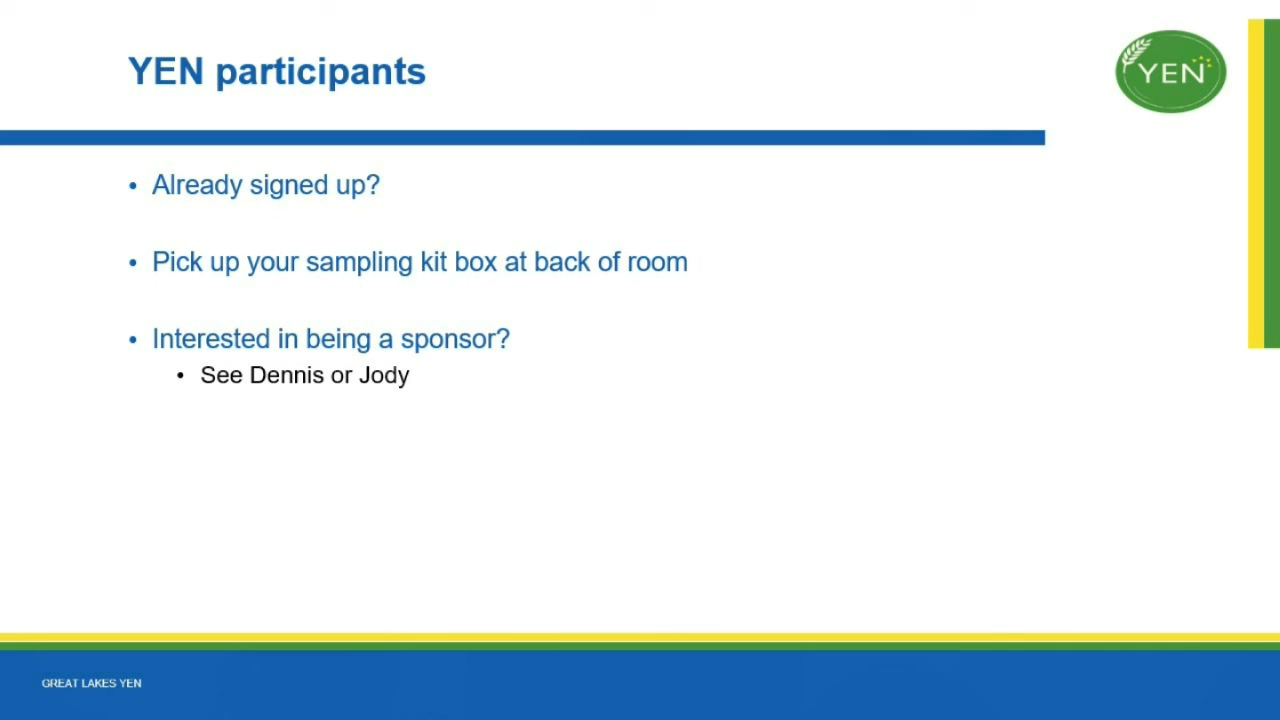 YEN participants
YEN
• Already signed up?
• Pick up your sampling kit box at back of room
• Interested in being a sponsor?
• See Dennis or Jody
GREAT LAKES YEN